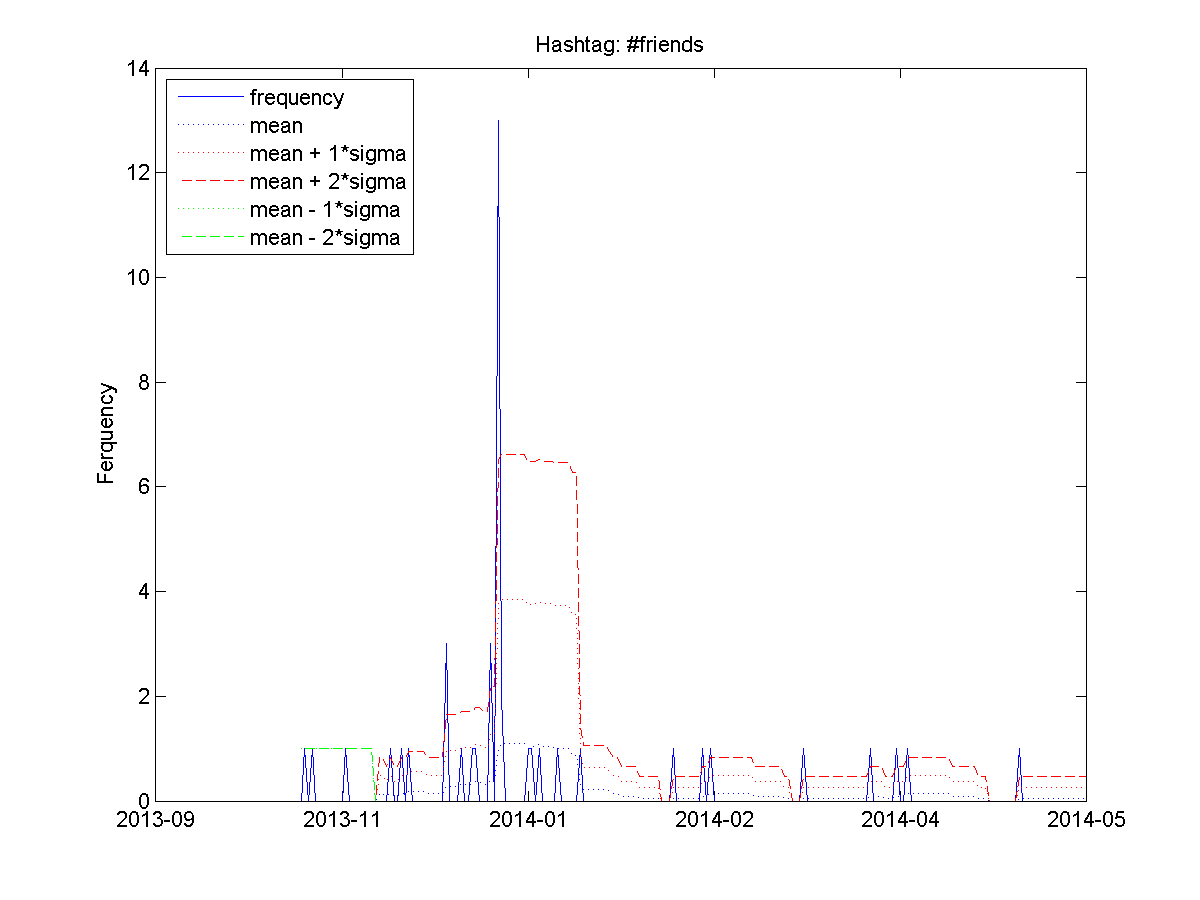 Hashtag: #friends
14
12
10
8
6
4
2
0
Ferquency
frequency
mean
mean + 1*sigma
mean + 2*sigma
mean - 1*sigma
mean - 2*sigma
2013-09
2013-11
2014-01
2014-02
2014-04
2014-05